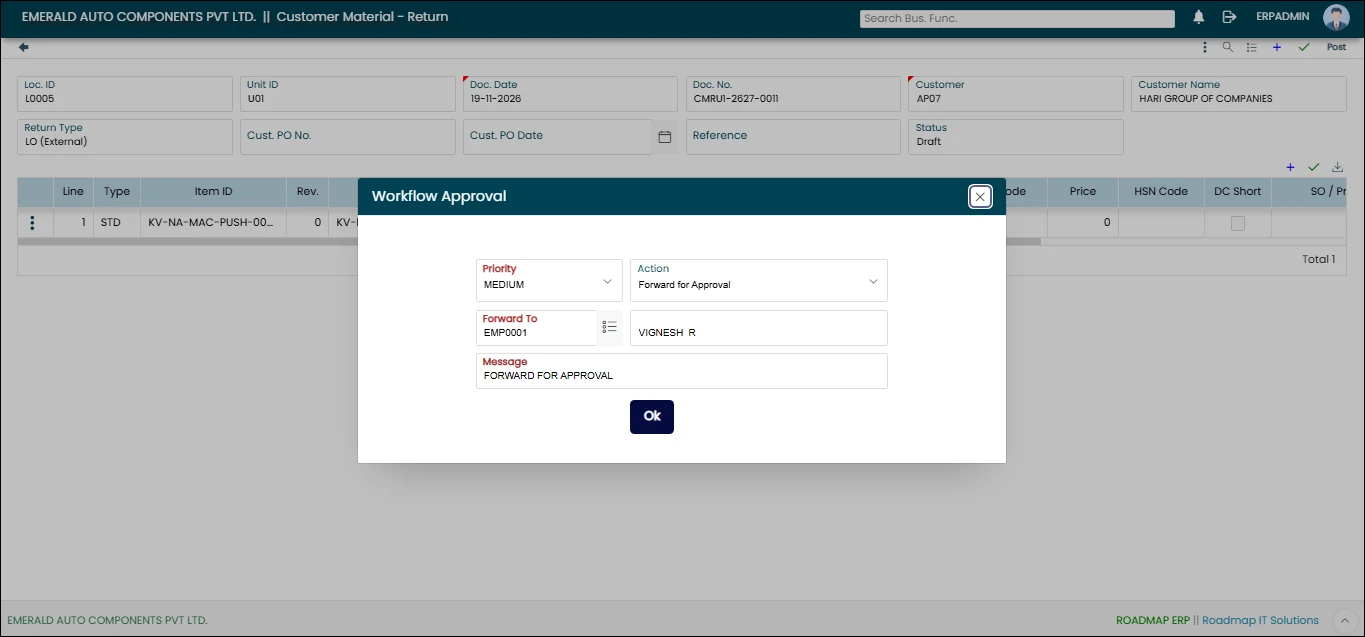 EMERALD AUTO COMPONENTS PVT LTD. || Customer Material - Return
Search Bus. Func.
ERPADMIN
Post
Loc. ID
L0005
Unit ID
U01
Doc. Date
19-11-2026
Doc. No.
CMRU1-2627-0011
Customer
AP07
Customer Name
HARI GROUP OF COMPANIES
Return Type
LO (External)
Cust. PO No.
Cust. PO Date
Reference
Status
Draft
Line Type Item ID Rev. ode Price HSN Code DC Short SO / Pr
1 STD KV-NA-MAC-PUSH-00... 0 KV-I 0
Total 1
Workflow Approval
Priority
MEDIUM
Action
Forward for Approval
Forward To
EMP0001
VIGNESH R
Message
FORWARD FOR APPROVAL
Ok
EMERALD AUTO COMPONENTS PVT LTD.
ROADMAP ERP || Roadmap IT Solutions